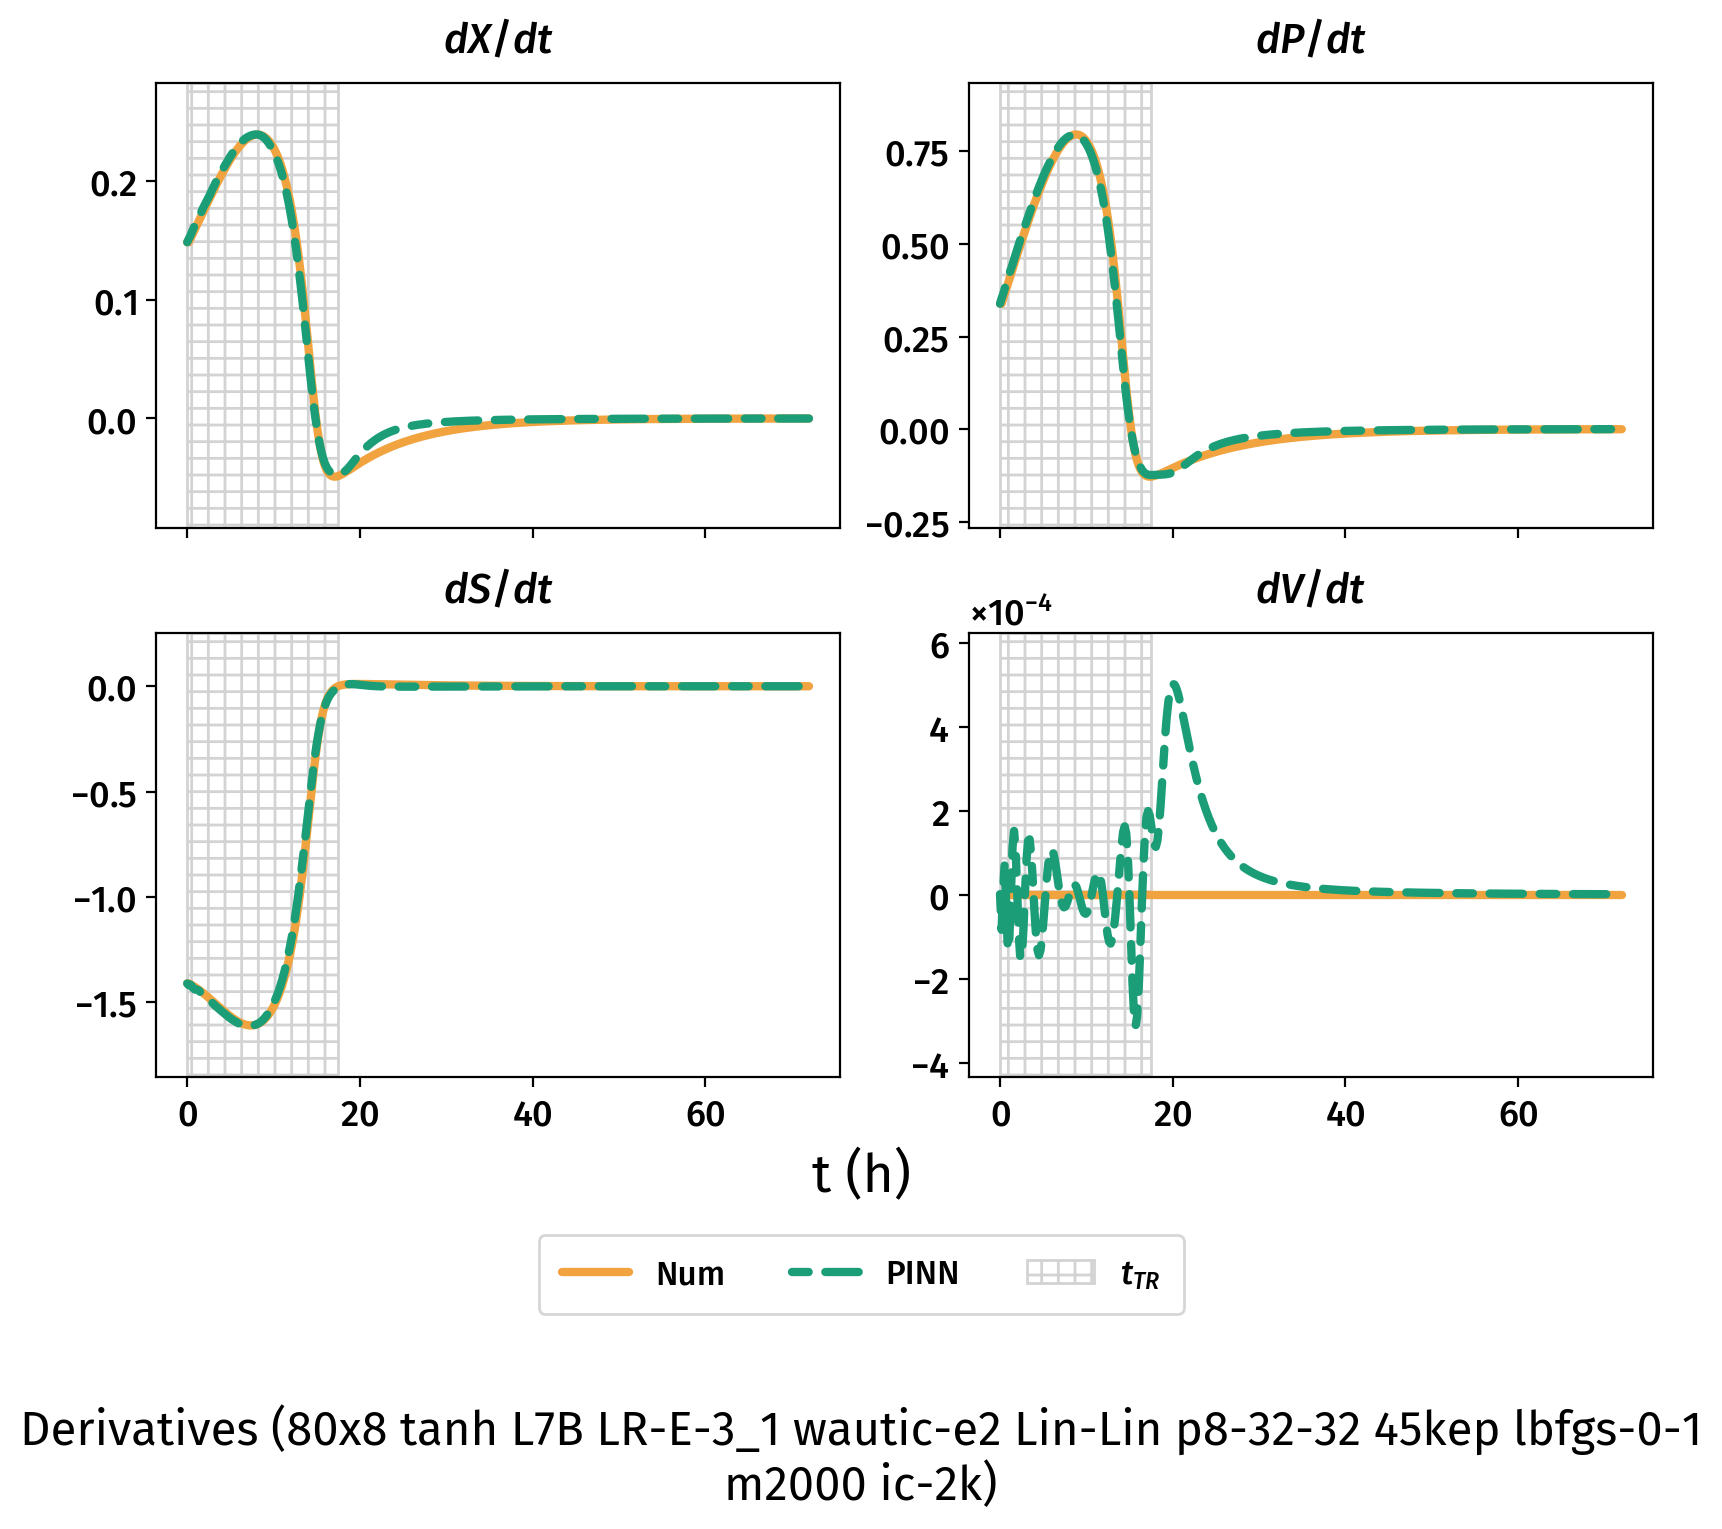 dX/dt
dP/dt
0.2
0.1
0.0
0.75
0.50
0.25
0.00
−0.25
dS/dt
dV/dt
×10⁻⁴
0.0
−0.5
−1.0
−1.5
6
4
2
0
−2
−4
0 20 40 60
0 20 40 60
t (h)
Num PINN t_TR
Derivatives (80x8 tanh L7B LR-E-3_1 wautic-e2 Lin-Lin p8-32-32 45kep lbfgs-0-1
m2000 ic-2k)